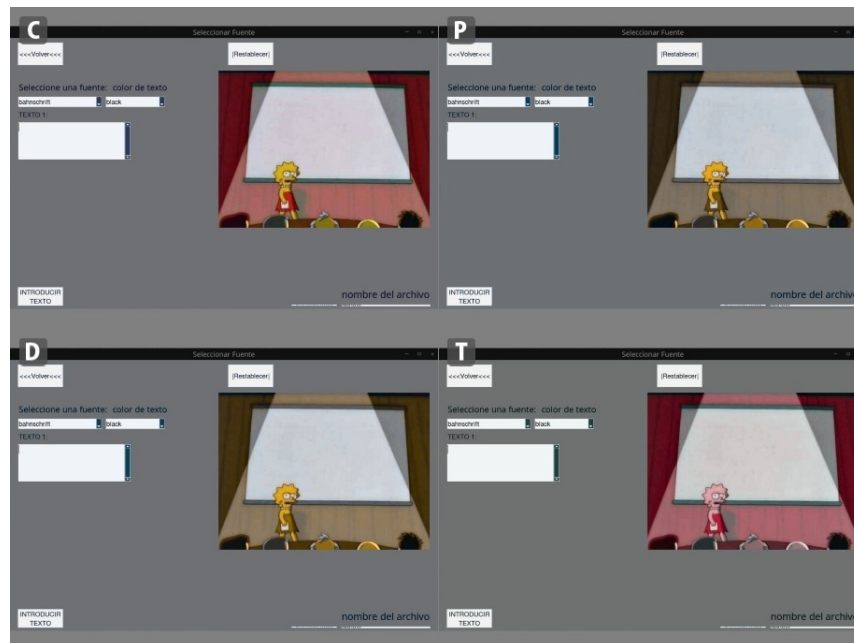 C
Seleccionar Fuente
<<<Volver<<<
|Restablecer|
Seleccione una fuente: color de texto
bahnschrift black
TEXTO 1:
INTRODUCIR
TEXTO
nombre del archivo
P
Seleccionar Fuente
<<<Volver<<<
|Restablecer|
Seleccione una fuente: color de texto
bahnschrift black
TEXTO 1:
INTRODUCIR
TEXTO
nombre del archivo
D
Seleccionar Fuente
<<<Volver<<<
|Restablecer|
Seleccione una fuente: color de texto
bahnschrift black
TEXTO 1:
INTRODUCIR
TEXTO
nombre del archivo
T
Seleccionar Fuente
<<<Volver<<<
|Restablecer|
Seleccione una fuente: color de texto
bahnschrift black
TEXTO 1:
INTRODUCIR
TEXTO
nombre del archivo